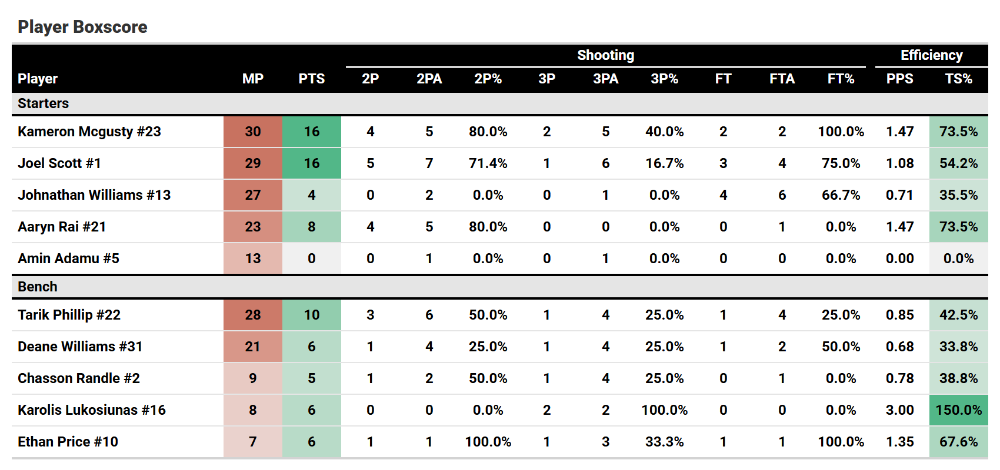 Player Boxscore
Shooting Efficiency
Player MP PTS 2P 2PA 2P% 3P 3PA 3P% FT FTA FT% PPS TS%
Starters
Kameron Mcgusty #23 30 16 4 5 80.0% 2 5 40.0% 2 2 100.0% 1.47 73.5%
Joel Scott #1 29 16 5 7 71.4% 1 6 16.7% 3 4 75.0% 1.08 54.2%
Johnathan Williams #13 27 4 0 2 0.0% 0 1 0.0% 4 6 66.7% 0.71 35.5%
Aaryn Rai #21 23 8 4 5 80.0% 0 0 0.0% 0 1 0.0% 1.47 73.5%
Amin Adamu #5 13 0 0 1 0.0% 0 1 0.0% 0 0 0.0% 0.00 0.0%
Bench
Tarik Phillip #22 28 10 3 6 50.0% 1 4 25.0% 1 4 25.0% 0.85 42.5%
Deane Williams #31 21 6 1 4 25.0% 1 4 25.0% 1 2 50.0% 0.68 33.8%
Chasson Randle #2 9 5 1 2 50.0% 1 4 25.0% 0 1 0.0% 0.78 38.8%
Karolis Lukosiunas #16 8 6 0 0 0.0% 2 2 100.0% 0 0 0.0% 3.00 150.0%
Ethan Price #10 7 6 1 1 100.0% 1 3 33.3% 1 1 100.0% 1.35 67.6%